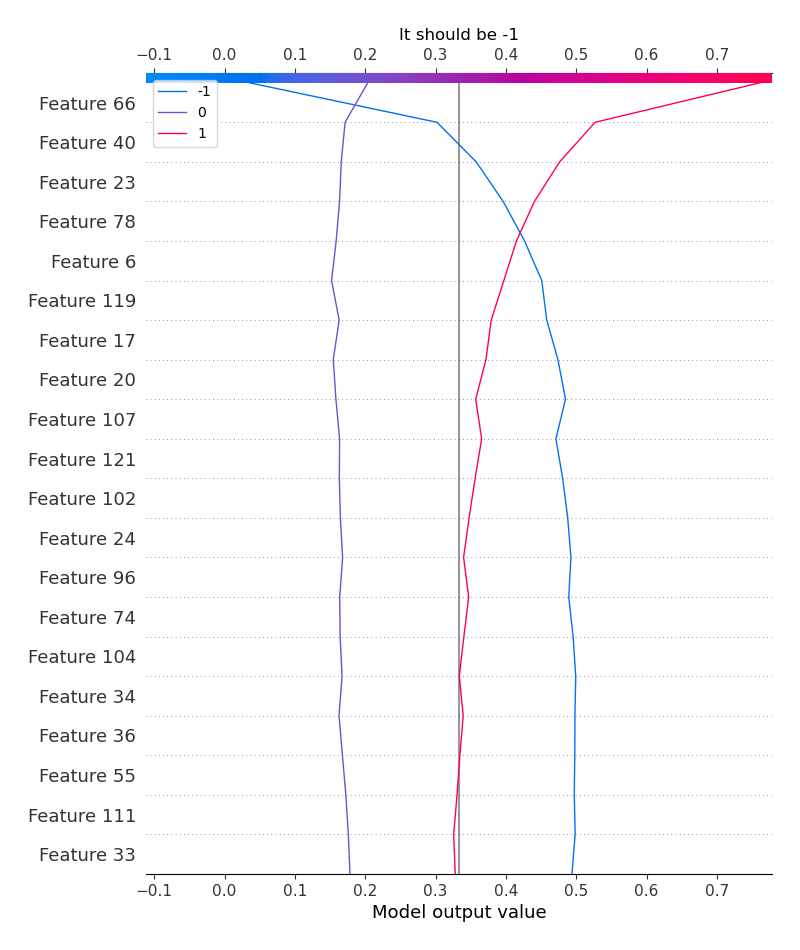 It should be -1
−0.1 0.0 0.1 0.2 0.3 0.4 0.5 0.6 0.7
-1
0
1
Feature 66
Feature 40
Feature 23
Feature 78
Feature 6
Feature 119
Feature 17
Feature 20
Feature 107
Feature 121
Feature 102
Feature 24
Feature 96
Feature 74
Feature 104
Feature 34
Feature 36
Feature 55
Feature 111
Feature 33
−0.1 0.0 0.1 0.2 0.3 0.4 0.5 0.6 0.7
Model output value